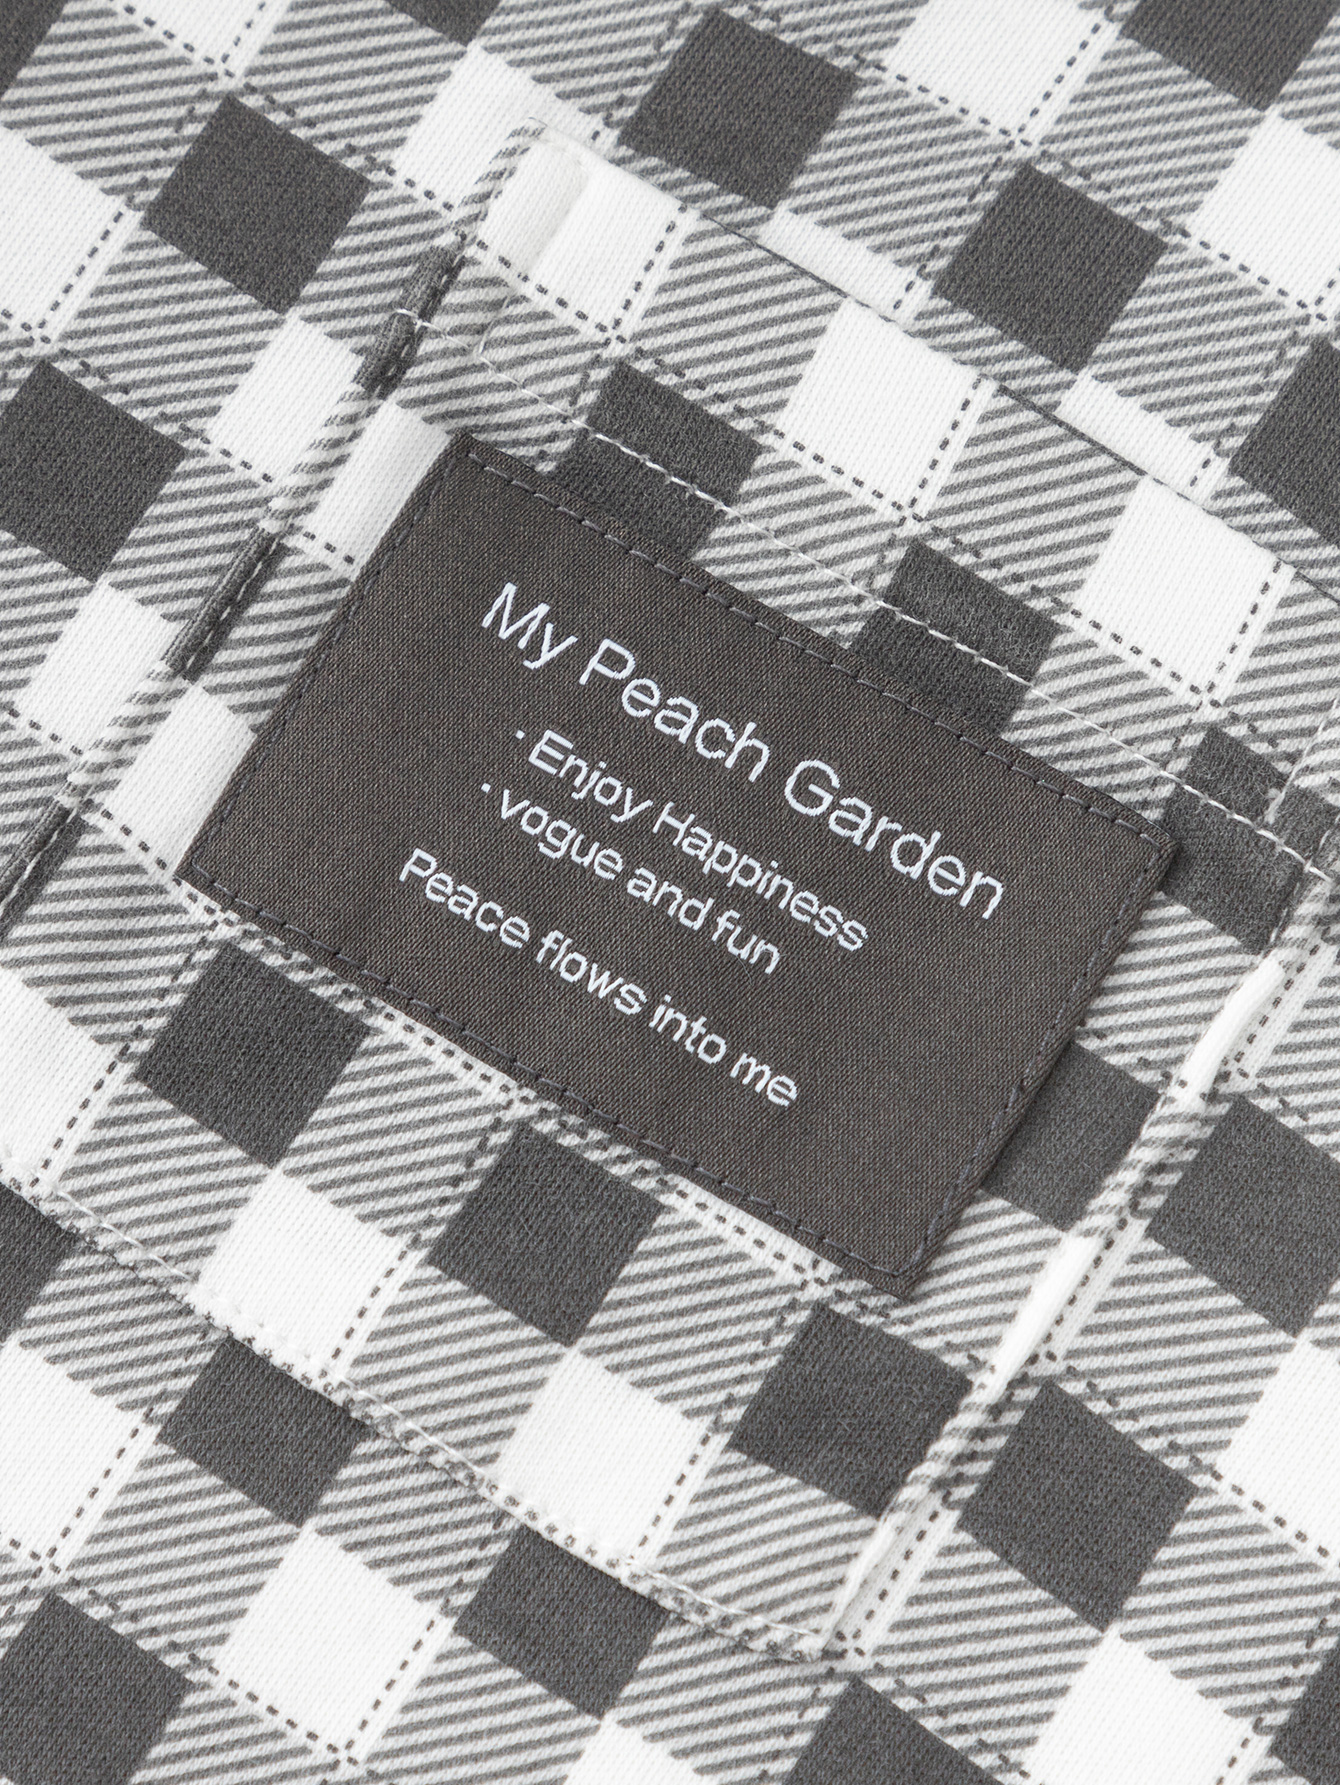 My Peach Garden
· Enjoy Happiness
· vogue and fun
Peace flows into me